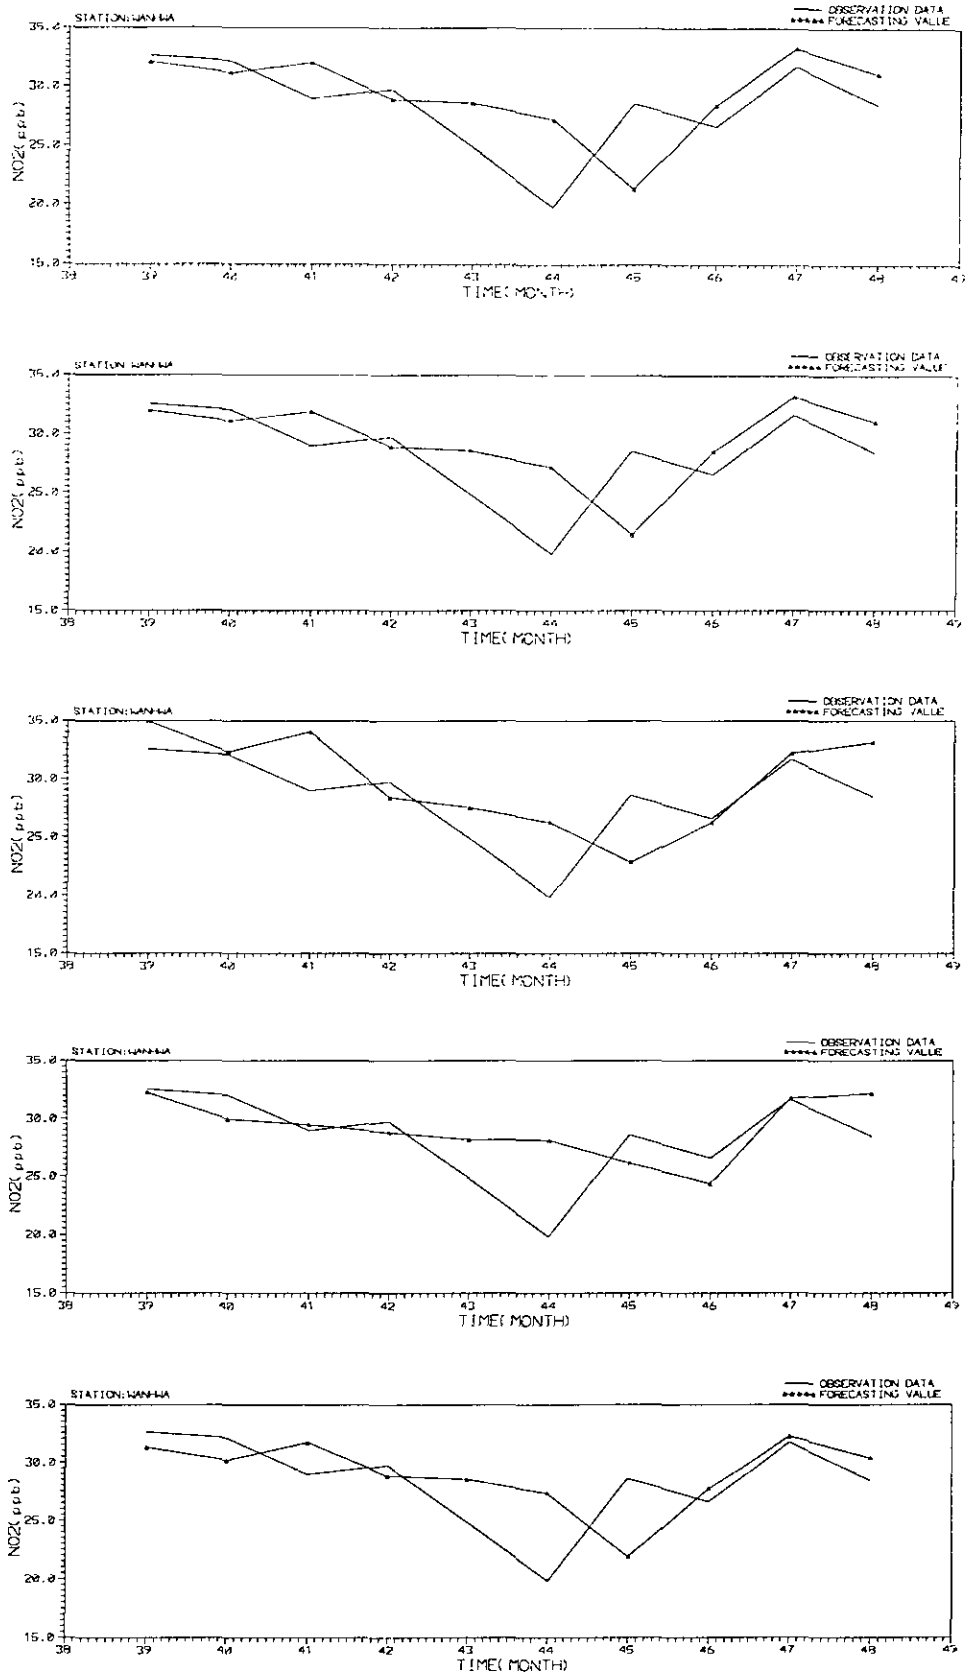 STATION:WANHWA
OBSERVATION DATA
FORECASTING VALUE
35.0
30.0
25.0
20.0
15.0
NO2(ppb)
38 39 40 41 42 43 44 45 46 47 48 49
TIME(MONTH)
STATION:WANHWA
OBSERVATION DATA
FORECASTING VALUE
35.0
30.0
25.0
20.0
15.0
NO2(ppb)
38 39 40 41 42 43 44 45 46 47 48 49
TIME(MONTH)
STATION:WANHWA
OBSERVATION DATA
FORECASTING VALUE
35.0
30.0
25.0
20.0
15.0
NO2(ppb)
38 39 40 41 42 43 44 45 46 47 48 49
TIME(MONTH)
STATION:WANHWA
OBSERVATION DATA
FORECASTING VALUE
35.0
30.0
25.0
20.0
15.0
NO2(ppb)
38 39 40 41 42 43 44 45 46 47 48 49
TIME(MONTH)
STATION:WANHWA
OBSERVATION DATA
FORECASTING VALUE
35.0
30.0
25.0
20.0
15.0
NO2(ppb)
38 39 40 41 42 43 44 45 46 47 48 49
TIME(MONTH)